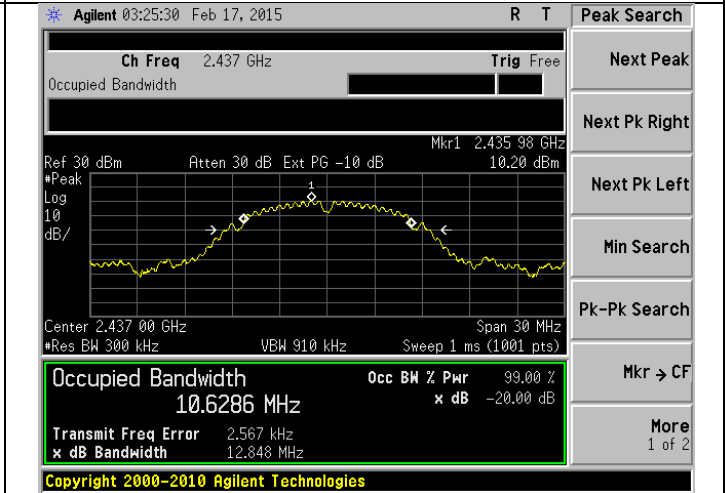 Agilent 03:25:30 Feb 17, 2015 R T Peak Search
Ch Freq 2.437 GHz Trig Free
Occupied Bandwidth
Next Peak
Next Pk Right
Mkr1 2.435 98 GHz
Ref 30 dBm Atten 30 dB Ext PG -10 dB 10.20 dBm
#Peak
Log
10
dB/
1
Next Pk Left
Min Search
Pk-Pk Search
Center 2.437 00 GHz Span 30 MHz
#Res BW 300 kHz VBW 910 kHz Sweep 1 ms (1001 pts)
Occupied Bandwidth Occ BW % Pwr 99.00 %
10.6286 MHz x dB -20.00 dB
Transmit Freq Error 2.567 kHz
x dB Bandwidth 12.848 MHz
Mkr → CF
More
1 of 2
Copyright 2000-2010 Agilent Technologies